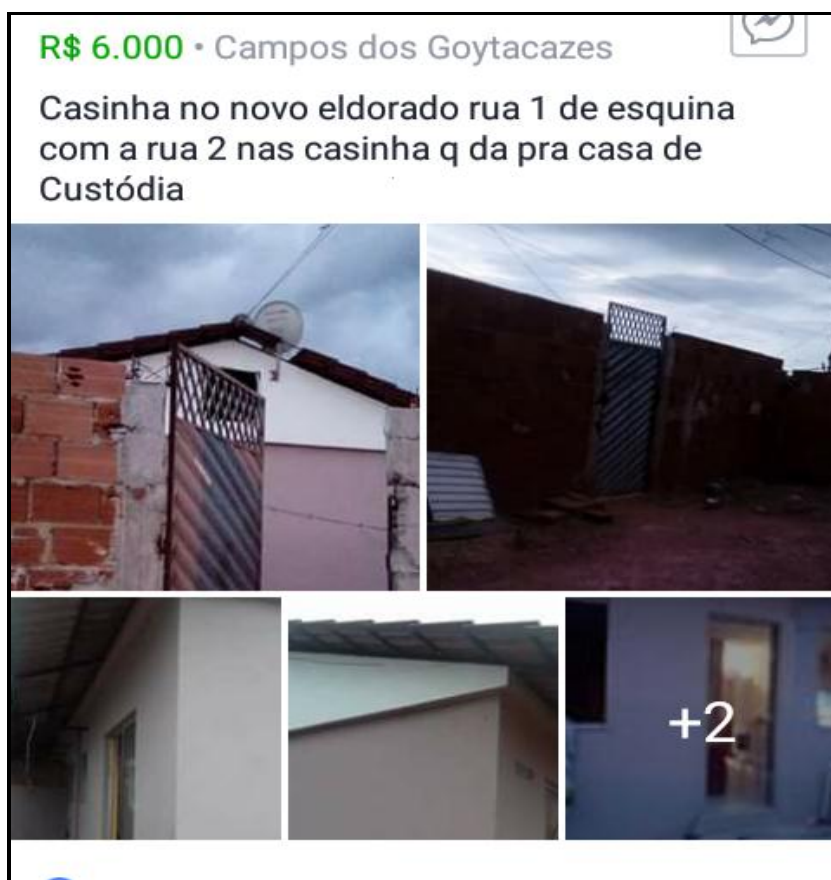 R$ 6.000 • Campos dos Goytacazes
Casinha no novo eldorado rua 1 de esquina
com a rua 2 nas casinha q da pra casa de
Custódia
+2